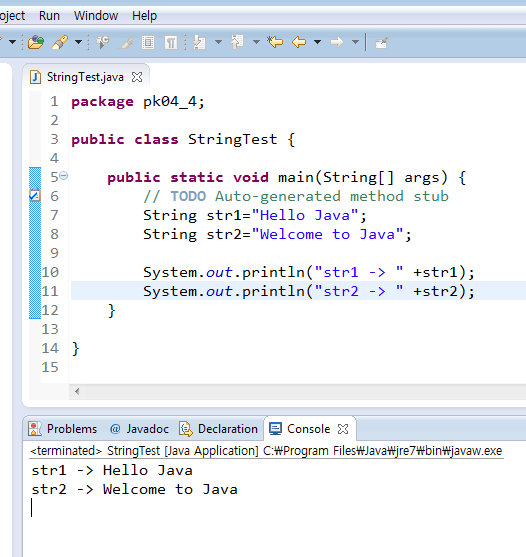 oject Run Window Help
StringTest.java
1 package pk04_4;
2
3 public class StringTest {
4
5 public static void main(String[] args) {
6 // TODO Auto-generated method stub
7 String str1="Hello Java";
8 String str2="Welcome to Java";
9
10 System.out.println("str1 -> " +str1);
11 System.out.println("str2 -> " +str2);
12 }
13
14 }
15
Problems @ Javadoc Declaration Console
<terminated> StringTest [Java Application] C:₩Program Files₩Java₩jre7₩bin₩javaw.exe
str1 -> Hello Java
str2 -> Welcome to Java